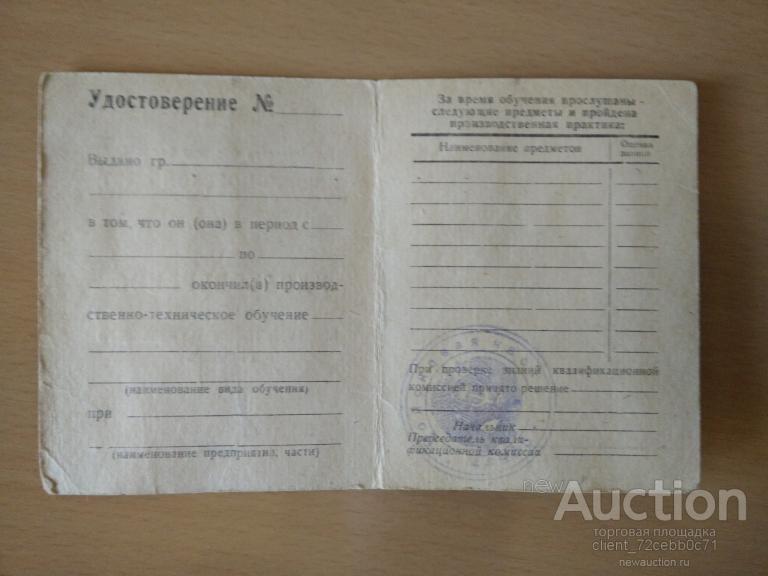 Удостоверение №
Выдано гр.
в том, что он (она) в период с
по
окончил(а) производ-
ственно-техническое обучение
(наименование вида обучения)
при
(наименование предприятия, части)
За время обучения прослушаны
следующие предметы и пройдена
производственная практика:
Наименование предметов
Оценка
знаний
При проверке знаний квалификационной
комиссией принято решение
Начальник
Председатель квали-
фикационной комиссии
newAuction
торговая площадка
client_72cebb0c71
newauction.ru